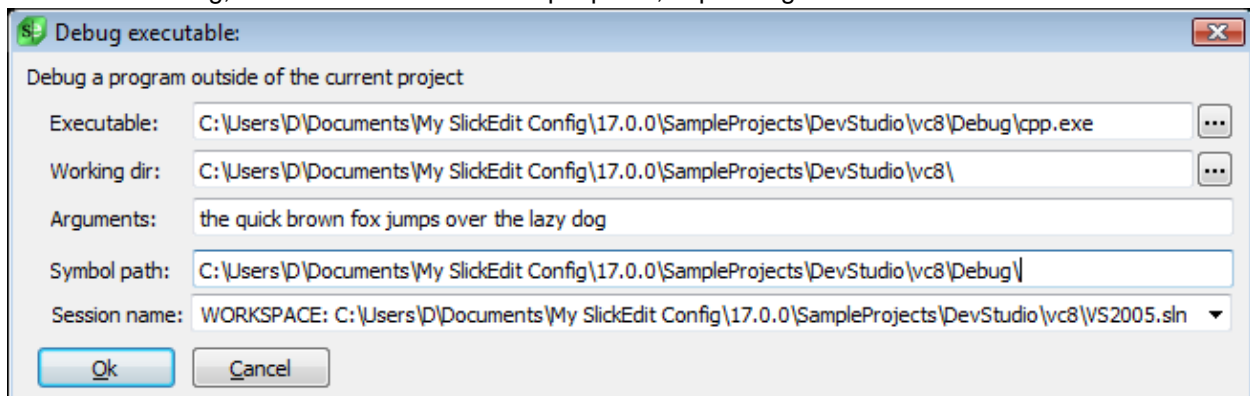 Debug executable:
Debug a program outside of the current project
Executable: C:\Users\D\Documents\My SlickEdit Config\17.0.0\SampleProjects\DevStudio\vc8\Debug\cpp.exe ...
Working dir: C:\Users\D\Documents\My SlickEdit Config\17.0.0\SampleProjects\DevStudio\vc8\ ...
Arguments: the quick brown fox jumps over the lazy dog
Symbol path: C:\Users\D\Documents\My SlickEdit Config\17.0.0\SampleProjects\DevStudio\vc8\Debug\
Session name: WORKSPACE: C:\Users\D\Documents\My SlickEdit Config\17.0.0\SampleProjects\DevStudio\vc8\VS2005.sln
Ok Cancel